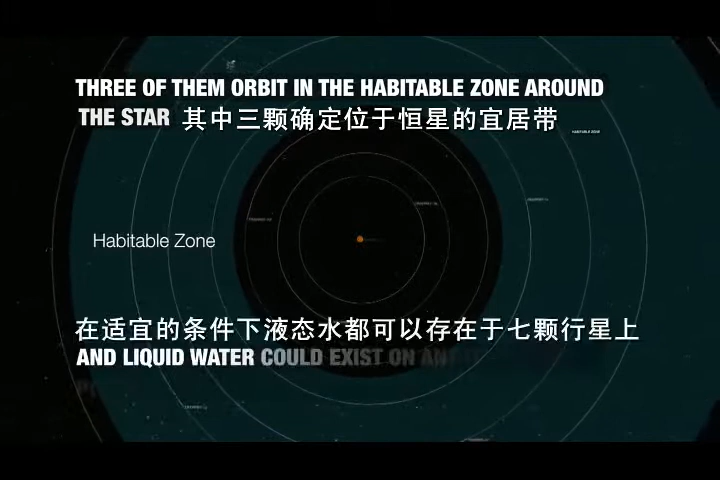 THREE OF THEM ORBIT IN THE HABITABLE ZONE AROUND
THE STAR 其中三颗确定位于恒星的宜居带
HABITABLE ZONE
Habitable Zone
在适宜的条件下液态水都可以存在于七颗行星上
AND LIQUID WATER COULD EXIST ON